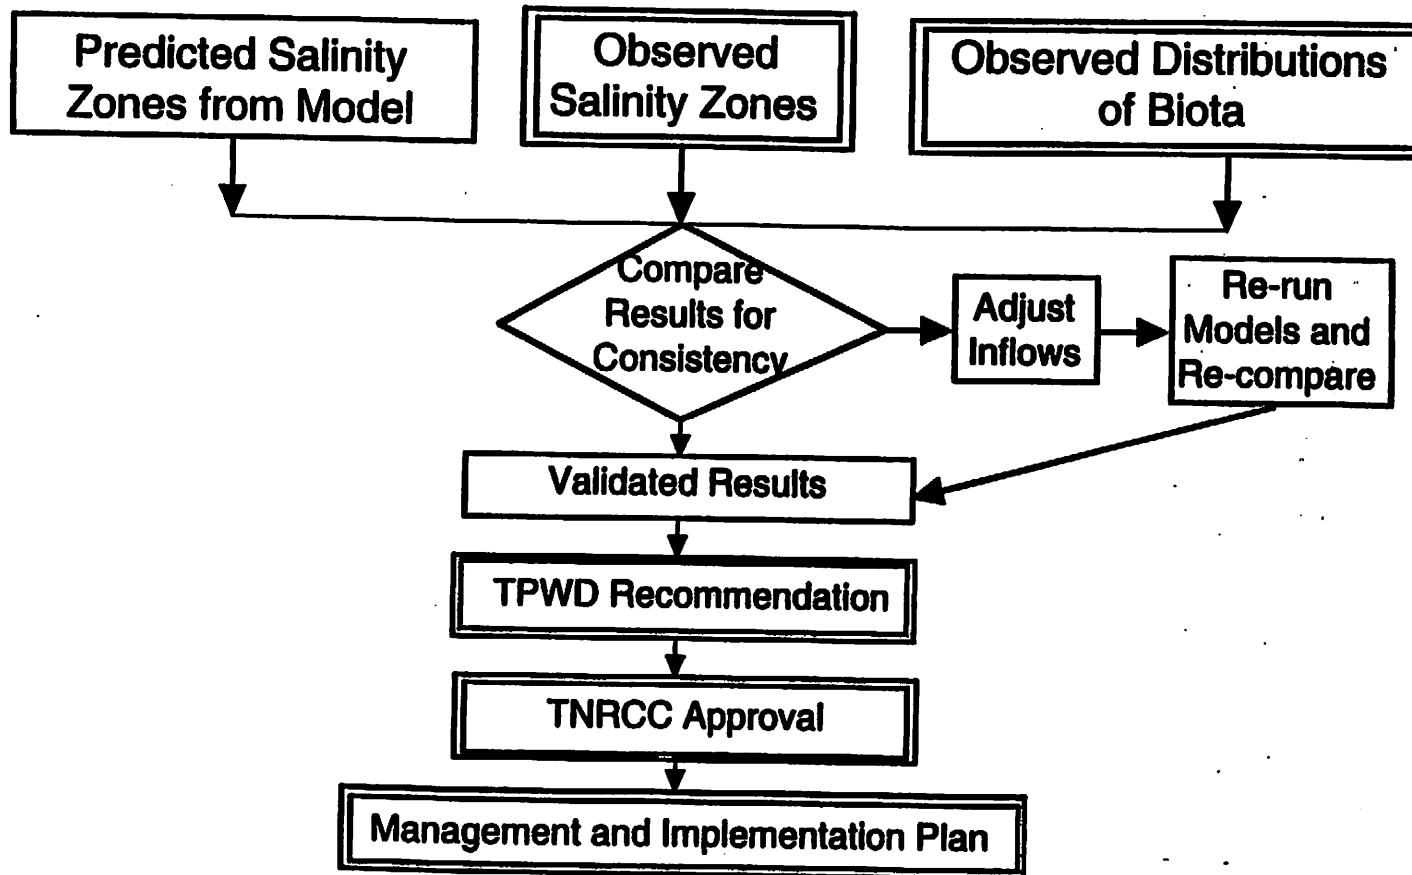 Predicted Salinity
Zones from Model
Observed
Salinity Zones
Observed Distributions
of Biota
Compare
Results for
Consistency
Adjust
Inflows
Re-run
Models and
Re-compare
Validated Results
TPWD Recommendation
TNRCC Approval
Management and Implementation Plan